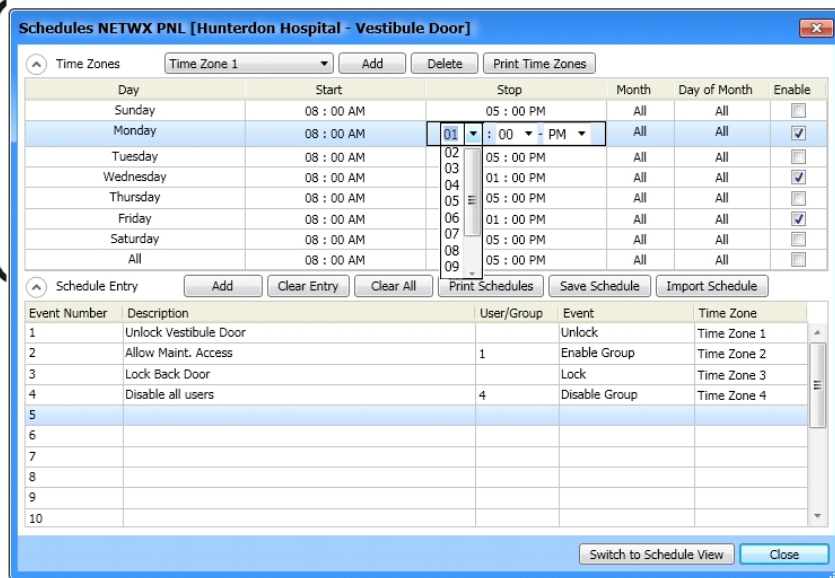 Schedules NETWX PNL [Hunterdon Hospital - Vestibule Door]
Time Zones Time Zone 1 Add Delete Print Time Zones
Day Start Stop Month Day of Month Enable
Sunday 08 : 00 AM 05 : 00 PM All All
Monday 08 : 00 AM 01 : 00 - PM All All
Tuesday 08 : 00 AM 02 05 : 00 PM All All
03
Wednesday 08 : 00 AM 04 01 : 00 PM All All
Thursday 08 : 00 AM 05 05 : 00 PM All All
Friday 08 : 00 AM 06 01 : 00 PM All All
07
Saturday 08 : 00 AM 08 05 : 00 PM All All
All 08 : 00 AM 09 05 : 00 PM All All
Schedule Entry Add Clear Entry Clear All Print Schedules Save Schedule Import Schedule
Event Number Description User/Group Event Time Zone
1 Unlock Vestibule Door Unlock Time Zone 1
2 Allow Maint. Access 1 Enable Group Time Zone 2
3 Lock Back Door Lock Time Zone 3
4 Disable all users 4 Disable Group Time Zone 4
5
6
7
8
9
10
Switch to Schedule View Close